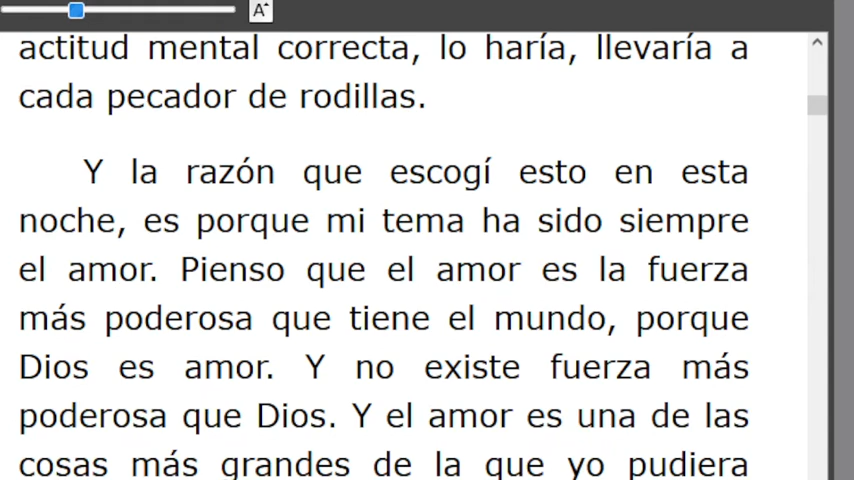 A
actitud mental correcta, lo haría, llevaría a
cada pecador de rodillas.
Y la razón que escogí esto en esta
noche, es porque mi tema ha sido siempre
el amor. Pienso que el amor es la fuerza
más poderosa que tiene el mundo, porque
Dios es amor. Y no existe fuerza más
poderosa que Dios. Y el amor es una de las
cosas más grandes de la que yo pudiera